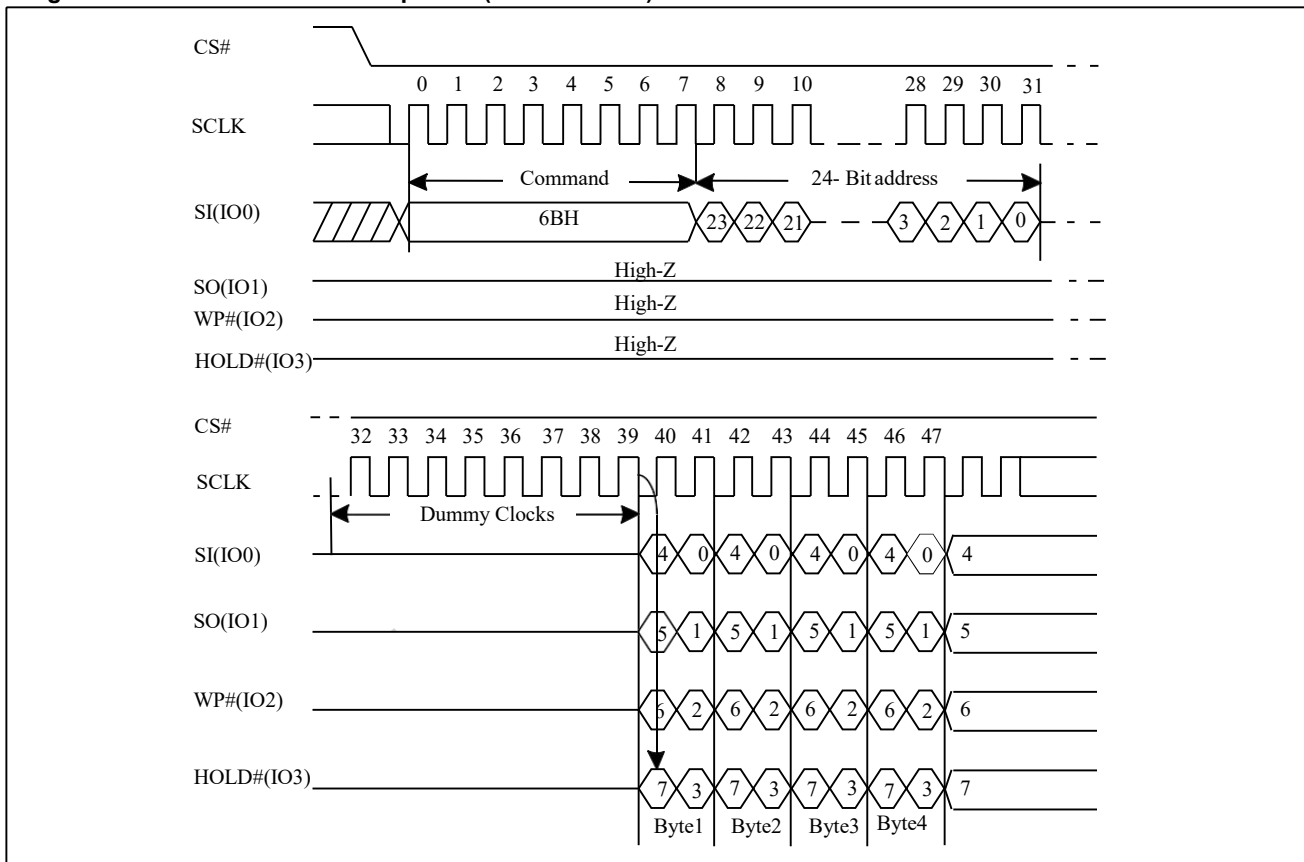 CS#
0 1 2 3 4 5 6 7 8 9 10 28 29 30 31
SCLK
Command 24- Bit address
SI(IO0) 6BH 23 22 21 3 2 1 0
High-Z
SO(IO1)
High-Z
WP#(IO2)
High-Z
HOLD#(IO3)
CS#
32 33 34 35 36 37 38 39 40 41 42 43 44 45 46 47
SCLK
Dummy Clocks
SI(IO0) 4 0 4 0 4 0 4 0 4
SO(IO1) 5 1 5 1 5 1 5 1 5
WP#(IO2) 6 2 6 2 6 2 6 2 6
HOLD#(IO3) 7 3 7 3 7 3 7 3 7
Byte1 Byte2 Byte3 Byte4